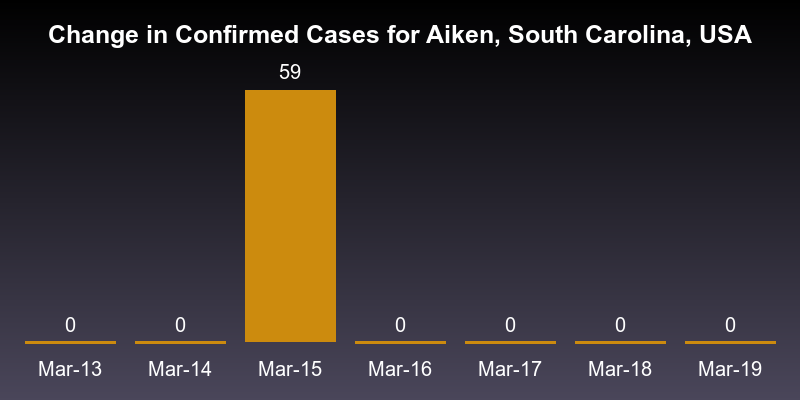 Change in Confirmed Cases for Aiken, South Carolina, USA
59
0 0 0 0 0 0
Mar-13 Mar-14 Mar-15 Mar-16 Mar-17 Mar-18 Mar-19